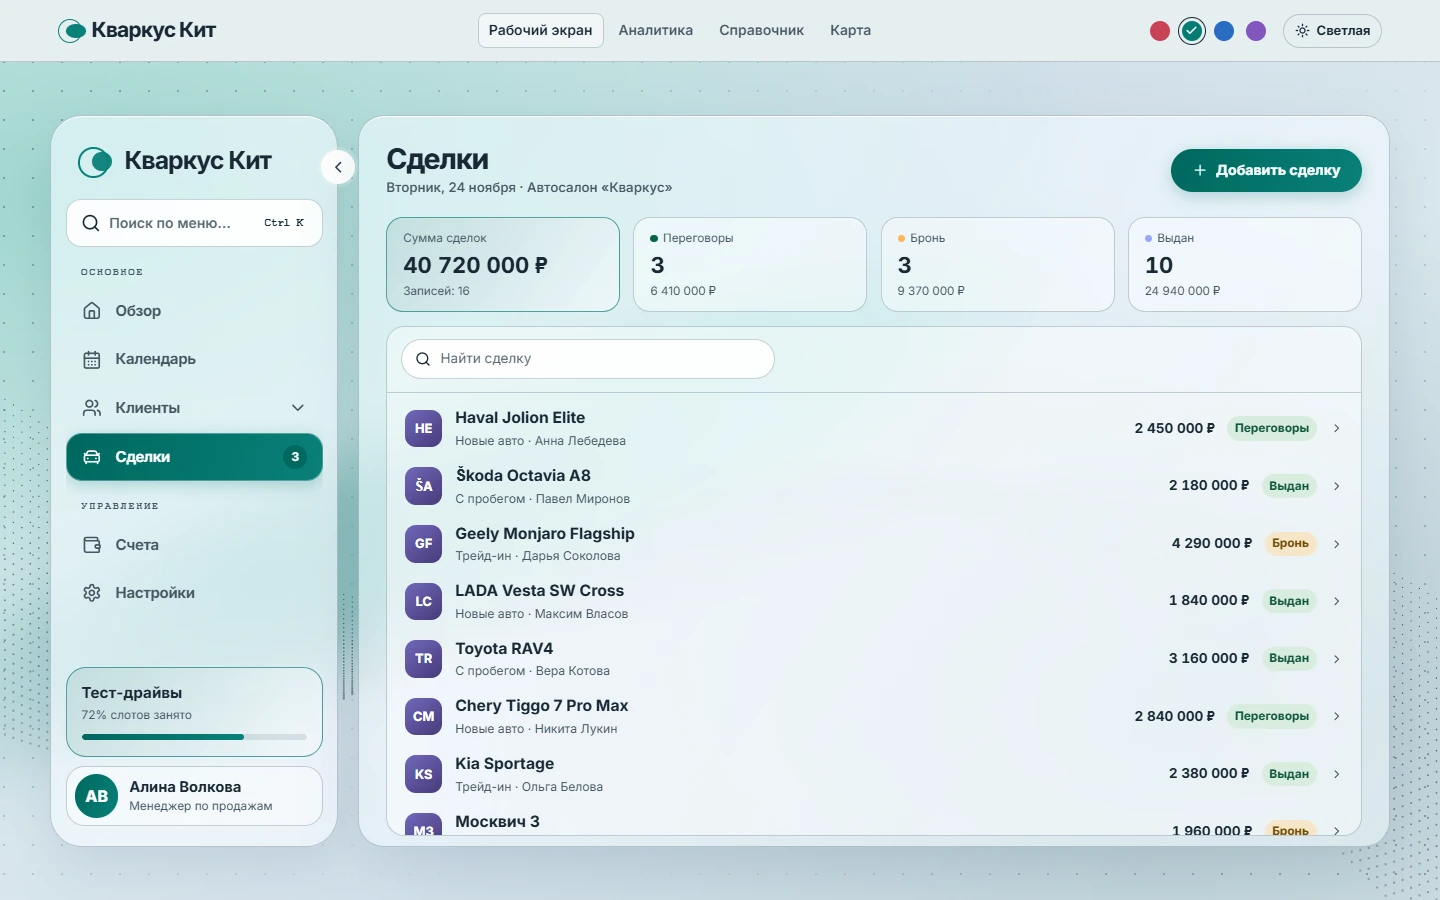 Кваркус Кит
Рабочий экран
Аналитика
Справочник
Карта
Светлая
Кваркус Кит
Поиск по меню...
Ctrl K
ОСНОВНОЕ
Обзор
Календарь
Клиенты
Сделки
3
УПРАВЛЕНИЕ
Счета
Настройки
Тест-драйвы
72% слотов занято
АВ
Алина Волкова
Менеджер по продажам
Сделки
Вторник, 24 ноября · Автосалон «Кваркус»
Добавить сделку
Сумма сделок
40 720 000 ₽
Записей: 16
Переговоры
3
6 410 000 ₽
Бронь
3
9 370 000 ₽
Выдан
10
24 940 000 ₽
Найти сделку
HE
Haval Jolion Elite
Новые авто · Анна Лебедева
2 450 000 ₽
Переговоры
ŠA
Škoda Octavia A8
С пробегом · Павел Миронов
2 180 000 ₽
Выдан
GF
Geely Monjaro Flagship
Трейд-ин · Дарья Соколова
4 290 000 ₽
Бронь
LC
LADA Vesta SW Cross
Новые авто · Максим Власов
1 840 000 ₽
Выдан
TR
Toyota RAV4
С пробегом · Вера Котова
3 160 000 ₽
Выдан
CM
Chery Tiggo 7 Pro Max
Новые авто · Никита Лукин
2 840 000 ₽
Переговоры
KS
Kia Sportage
Трейд-ин · Ольга Белова
2 380 000 ₽
Выдан
М3
Москвич 3
1 960 000 ₽
Бронь